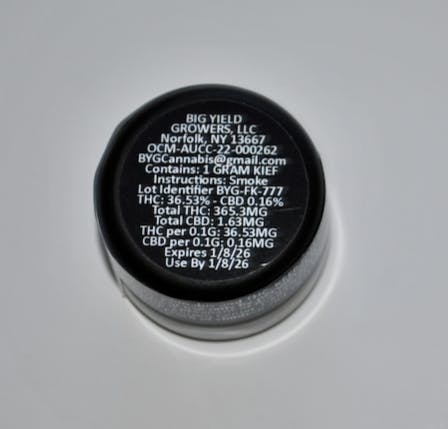 BIG YIELD
GROWERS, LLC
Norfolk, NY 13667
OCM-AUCC-22-000262
BYGCannabis@gmail.com
Contains: 1 GRAM KIEF
Instructions: Smoke
Lot Identifier BYG-FK-777
THC: 36.53% - CBD 0.16%
Total THC: 365.3MG
Total CBD: 1.63MG
THC per 0.1G: 36.53MG
CBD per 0.1G: 0.16MG
Expires 1/8/26
Use By 1/8/26